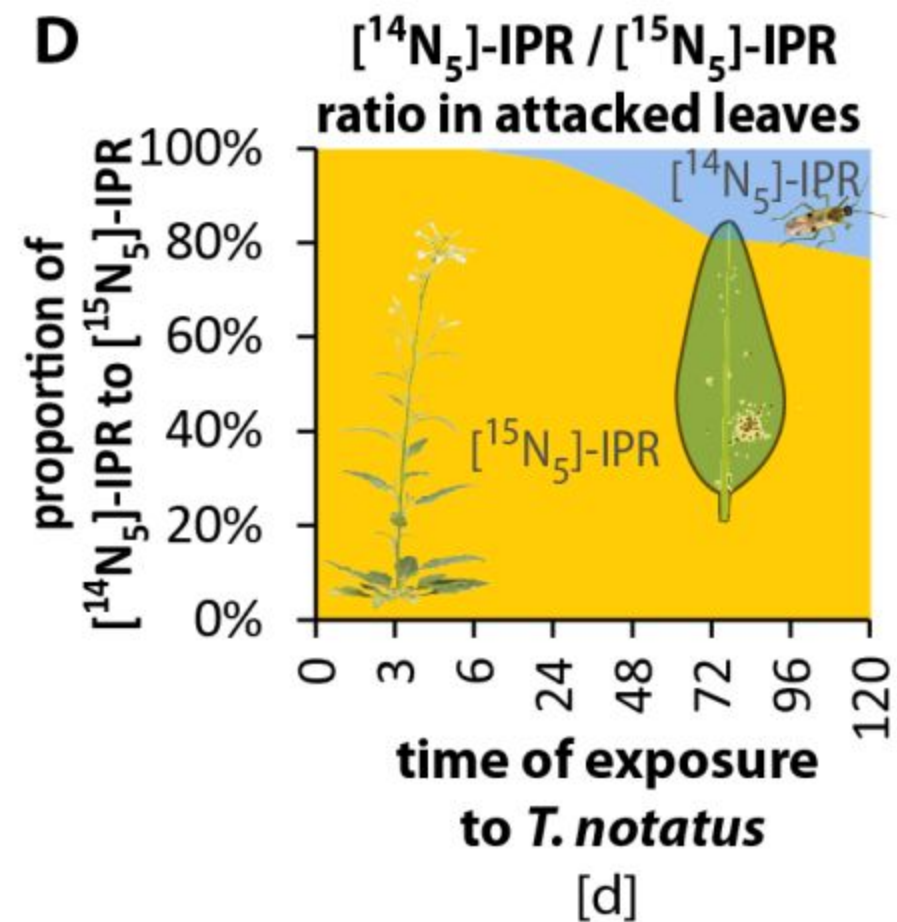 D
[¹⁴N₅]-IPR / [¹⁵N₅]-IPR
ratio in attacked leaves
proportion of
[¹⁴N₅]-IPR to [¹⁵N₅]-IPR
100%
80%
60%
40%
20%
0%
[¹⁴N₅]-IPR
[¹⁵N₅]-IPR
0 3 6 24 48 72 96 120
time of exposure
to T. notatus
[d]